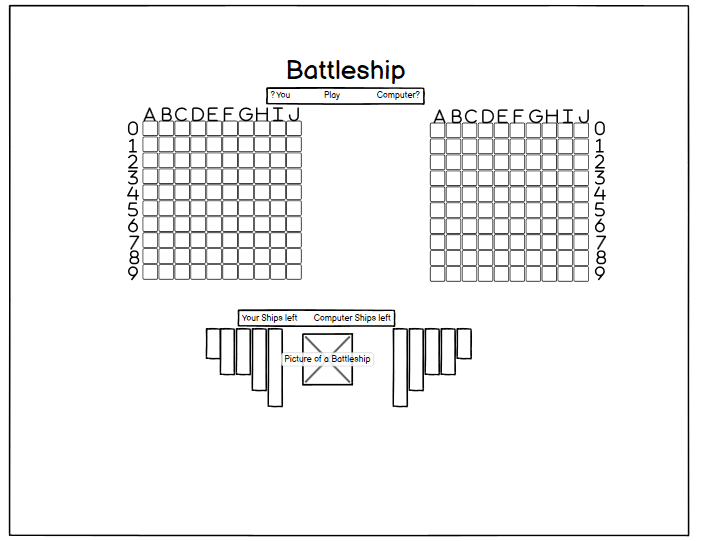 Battleship
? You Play Computer?
A B C D E F G H I J
A B C D E F G H I J
0 0
1 1
2 2
3 3
4 4
5 5
6 6
7 7
8 8
9 9
Your Ships left Computer Ships left
Picture of a Battleship